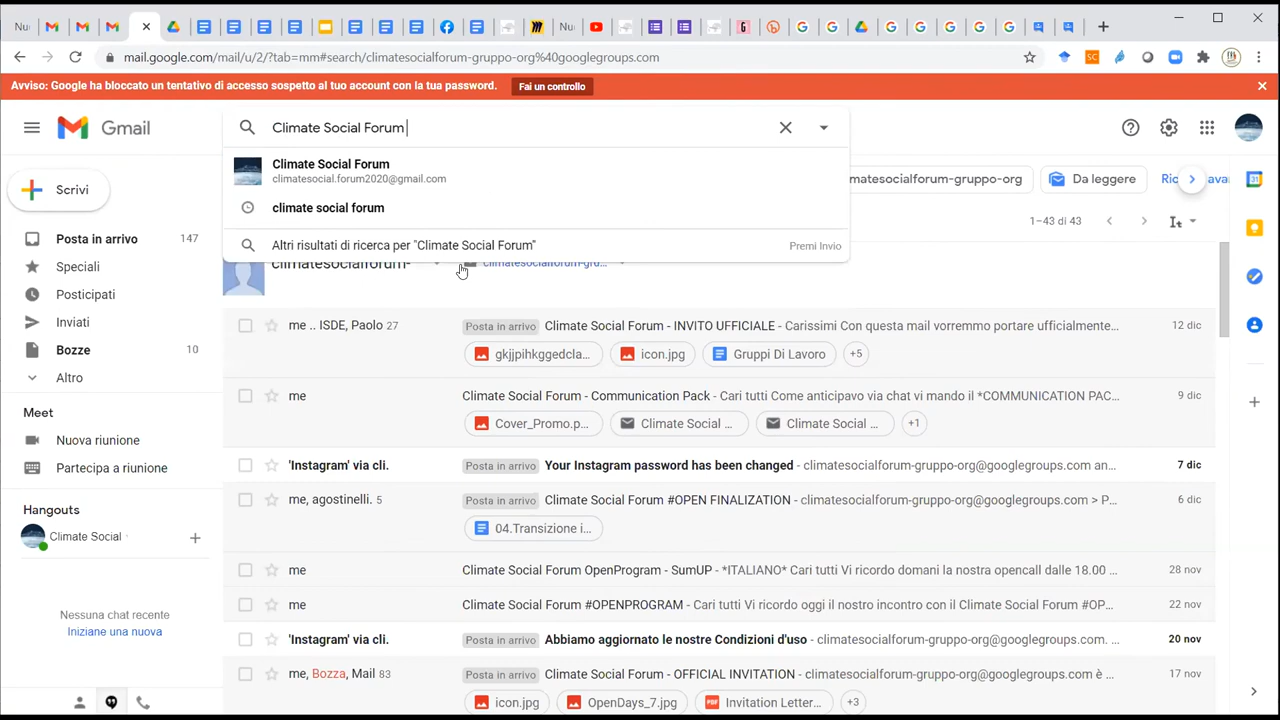 Nu
Nu
mail.google.com/mail/u/2/?tab=mm#search/climatesocialforum-gruppo-org%40googlegroups.com
Avviso: Google ha bloccato un tentativo di accesso sospetto al tuo account con la tua password.
Fai un controllo
Gmail
Climate Social Forum
Climate Social Forum
climatesocial.forum2020@gmail.com
climate social forum
Altri risultati di ricerca per "Climate Social Forum"
Premi Invio
matesocialforum-gruppo-org
Da leggere
Ric
avar
1–43 di 43
Scrivi
Posta in arrivo 147
Speciali
Posticipati
Inviati
Bozze 10
Altro
Meet
Nuova riunione
Partecipa a riunione
Hangouts
Climate Social
Nessuna chat recente
Iniziane una nuova
climatesocialforum-
climatesocialforum-gru...
me .. ISDE, Paolo 27 Posta in arrivo Climate Social Forum - INVITO UFFICIALE - Carissimi Con questa mail vorremmo portare ufficialmente... 12 dic
gkjjpihkggedcla... icon.jpg Gruppi Di Lavoro +5
me Climate Social Forum - Communication Pack - Cari tutti Come anticipavo via chat vi mando il *COMMUNICATION PAC... 9 dic
Cover_Promo.p... Climate Social ... Climate Social ... +1
'Instagram' via cli. Posta in arrivo Your Instagram password has been changed - climatesocialforum-gruppo-org@googlegroups.com an... 7 dic
me, agostinelli. 5 Posta in arrivo Climate Social Forum #OPEN FINALIZATION - climatesocialforum-gruppo-org@googlegroups.com > P... 6 dic
04.Transizione i...
me Climate Social Forum OpenProgram - SumUP - *ITALIANO* Cari tutti Vi ricordo domani la nostra opencall dalle 18.00 ... 28 nov
me Climate Social Forum #OPENPROGRAM - Cari tutti Vi ricordo oggi il nostro incontro con il Climate Social Forum #OP... 22 nov
'Instagram' via cli. Posta in arrivo Abbiamo aggiornato le nostre Condizioni d'uso - climatesocialforum-gruppo-org@googlegroups.com. ... 20 nov
me, Bozza, Mail 83 Posta in arrivo Climate Social Forum - OFFICIAL INVITATION - climatesocialforum-gruppo-org@googlegroups.com è ... 17 nov
icon.jpg OpenDays_7.jpg Invitation Letter... +3